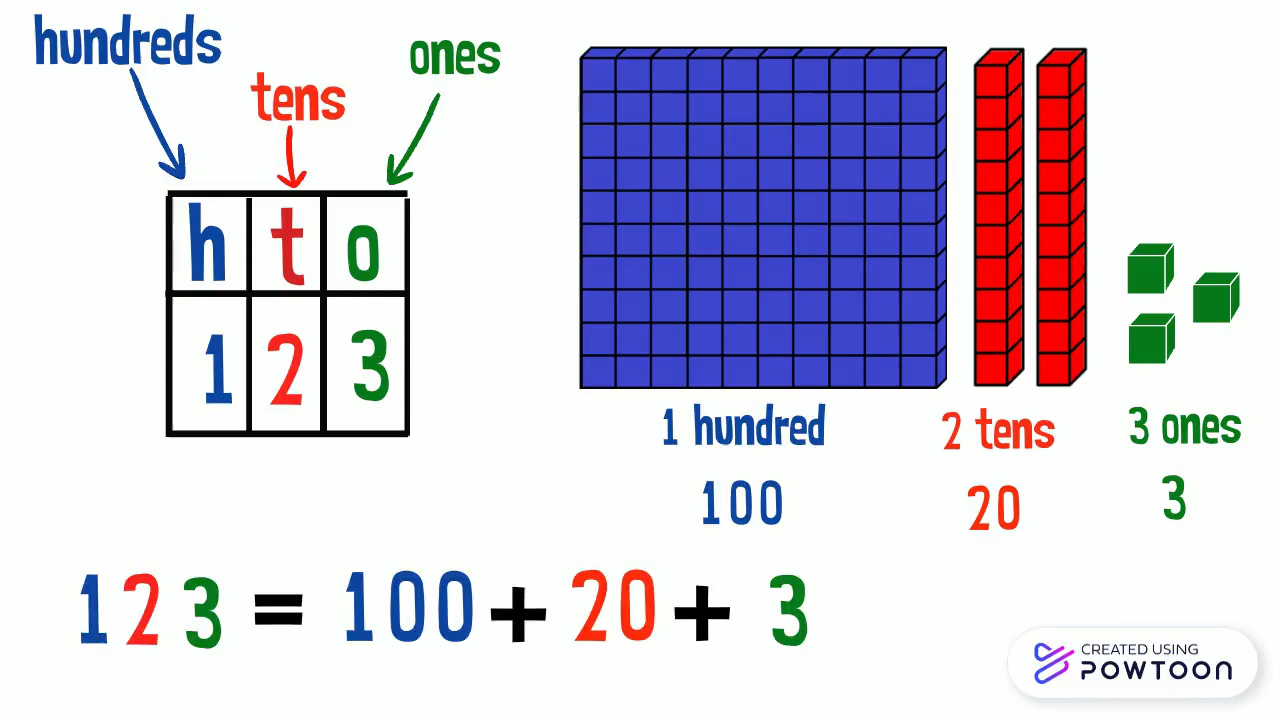 hundreds
tens
ones
h t o
1 2 3
1 hundred
2 tens
3 ones
100
20
3
123 = 100 + 20 + 3
CREATED USING
POWTOON